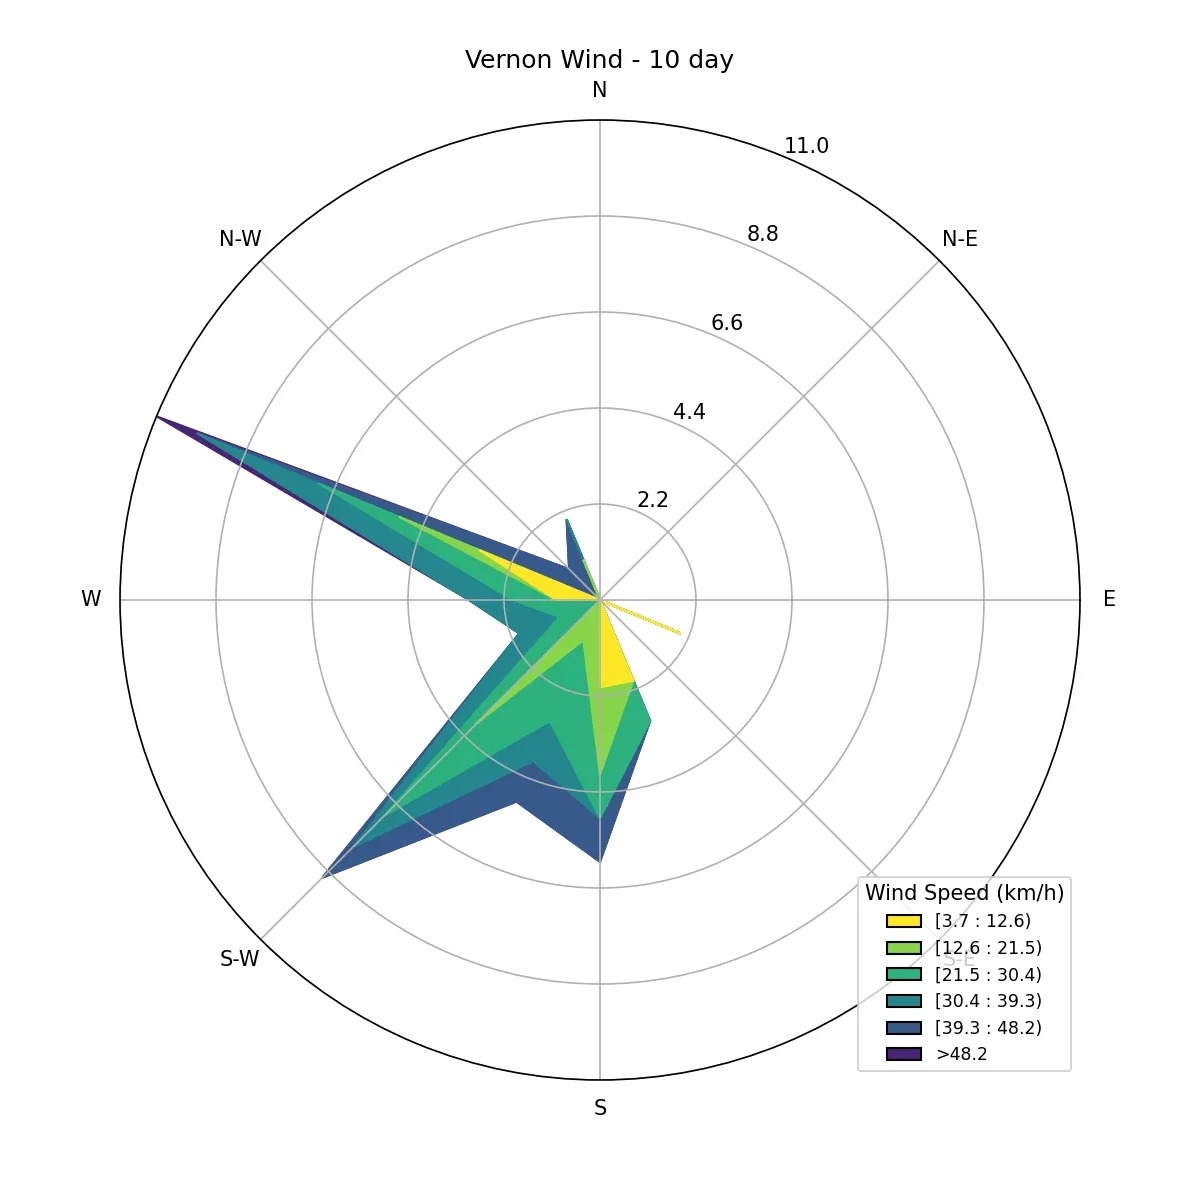 Vernon Wind - 10 day
N
11.0
N-W
8.8
N-E
6.6
4.4
2.2
W
E
Wind Speed (km/h)
[3.7 : 12.6)
[12.6 : 21.5)
S-W
S-E
[21.5 : 30.4)
[30.4 : 39.3)
[39.3 : 48.2)
>48.2
S